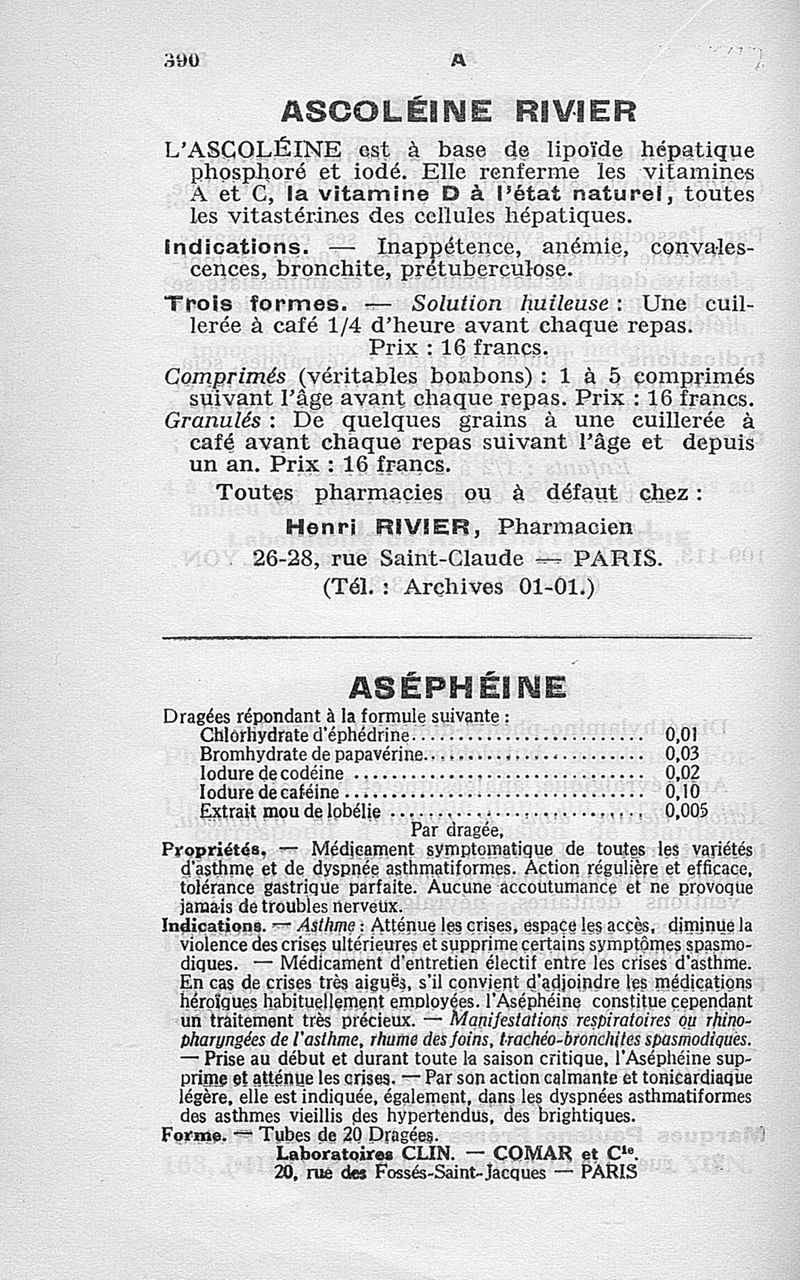 390
A
ASCOLÉINE RIVIER
L'ASCOLÉINE est à base de lipoïde hépatique
phosphoré et iodé. Elle renferme les vitamines
A et C, la vitamine D à l'état naturel, toutes
les vitastérines des cellules hépatiques.
Indications. — Inappétence, anémie, convales-
cences, bronchite, prétuberculose.
Trois formes. — Solution huileuse : Une cuil-
lerée à café 1/4 d'heure avant chaque repas.
Prix : 16 francs.
Comprimés (véritables bonbons) : 1 à 5 comprimés
suivant l'âge avant chaque repas. Prix : 16 francs.
Granulés : De quelques grains à une cuillerée à
café avant chaque repas suivant l'âge et depuis
un an. Prix : 16 francs.
Toutes pharmacies ou à défaut chez :
Henri RIVIER, Pharmacien
26-28, rue Saint-Claude — PARIS.
(Tél. : Archives 01-01.)
ASÉPHÉINE
Dragées répondant à la formule suivante :
Chlorhydrate d'éphédrine.............................. 0,01
Bromhydrate de papavérine............................ 0,03
Iodure de codéine .................................... 0,02
Iodure de caféine..................................... 0,10
Extrait mou de lobélie ............................... 0,005
Par dragée,
Propriétés. — Médicament symptomatique de toutes les variétés
d'asthme et de dyspnée asthmatiformes. Action régulière et efficace,
tolérance gastrique parfaite. Aucune accoutumance et ne provoque
jamais de troubles nerveux.
Indications. — Asthme : Atténue les crises, espace les accès, diminue la
violence des crises ultérieures et supprime certains symptômes spasmo-
diques. — Médicament d'entretien électif entre les crises d'asthme.
En cas de crises très aiguës, s'il convient d'adjoindre les médications
héroïques habituellement employées. l'Aséphéine constitue cependant
un traitement très précieux. — Manifestations respiratoires ou rhino-
pharyngées de l'asthme, rhume des foins, trachéo-bronchites spasmodiques.
— Prise au début et durant toute la saison critique, l'Aséphéine sup-
prime et atténue les crises. — Par son action calmante et tonicardiaque
légère, elle est indiquée, également, dans les dyspnées asthmatiformes
des asthmes vieillis des hypertendus, des brightiques.
Forme. — Tubes de 20 Dragées.
Laboratoires CLIN. — COMAR et Cie.
20, rue des Fossés-Saint-Jacques — PARIS